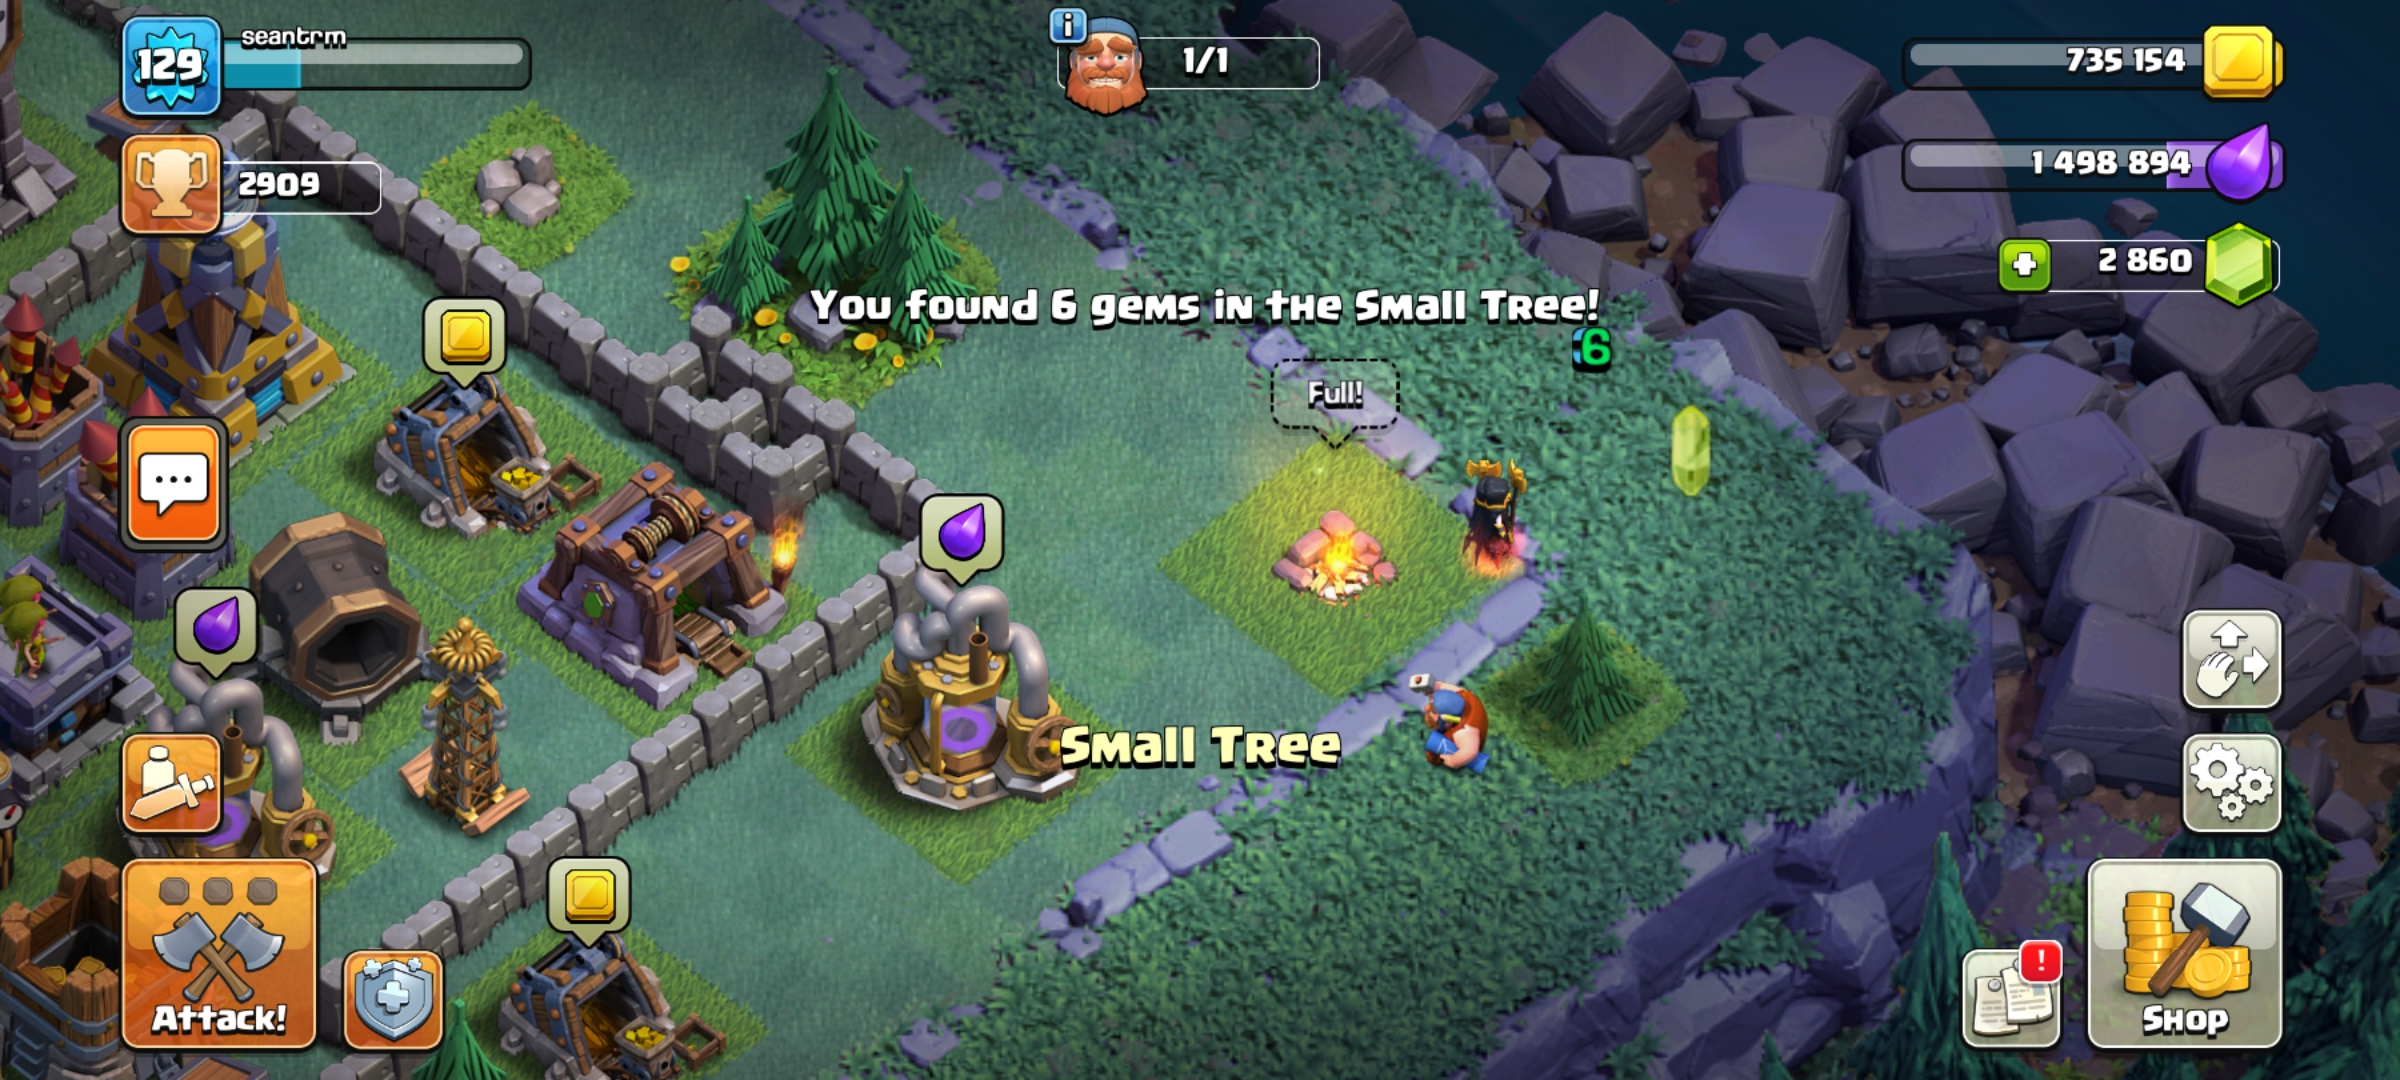 129
seantrm
i
1/1
735 154
2909
1 498 894
2 860
You found 6 gems in the Small Tree!
6
Full!
Small Tree
Attack!
!
Shop